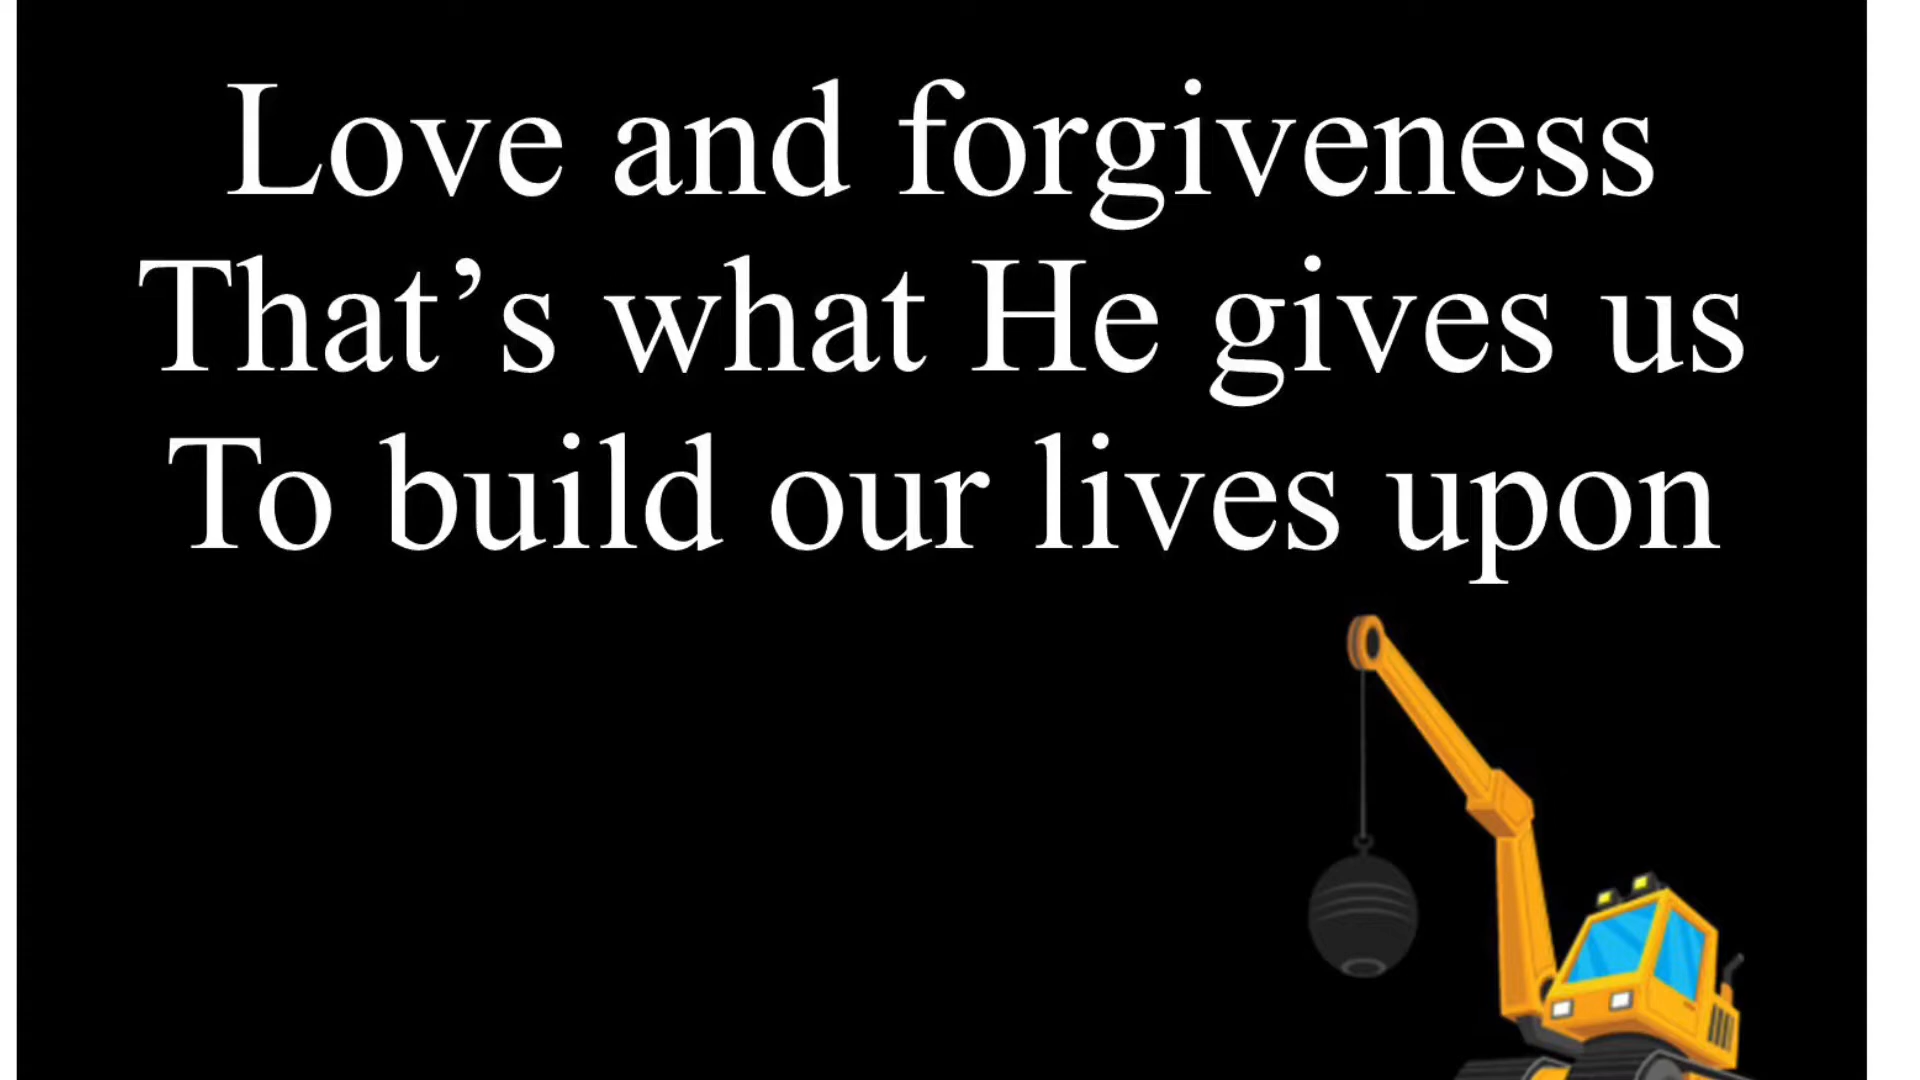 Love and forgiveness
That’s what He gives us
To build our lives upon